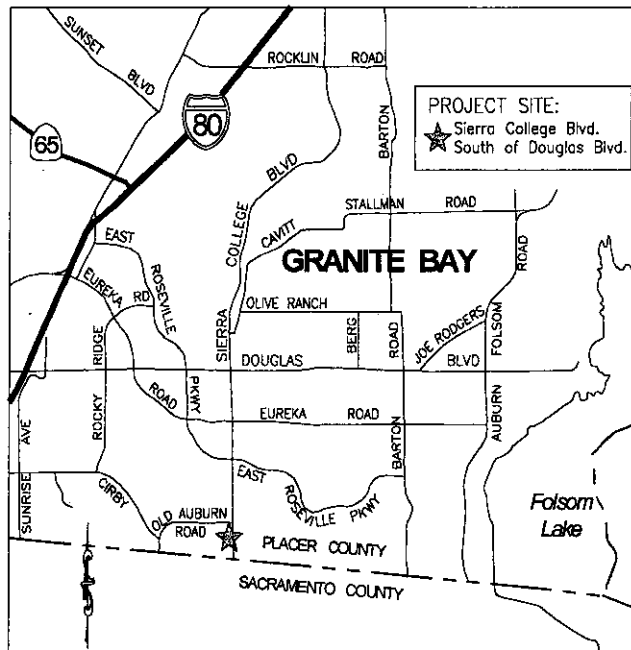 SUNSET
BLVD
ROCKLIN ROAD
80
65
PROJECT SITE:
Sierra College Blvd.
South of Douglas Blvd.
BARTON
BLVD
COLLEGE
STALLMAN ROAD
CAVITT
EAST
ROSEVILLE
PKWY
GRANITE BAY
ROAD
EUREKA
ROAD
RD
OLIVE RANCH
SIERRA
BERG
ROAD
JOE RODGERS
FOLSOM
AUBURN
DOUGLAS BLVD
ROCKY RIDGE
EUREKA ROAD
SUNRISE AVE
CIRBY
EAST
ROSEVILLE PKWY
BARTON
OLD AUBURN
ROAD
Folsom
Lake
PLACER COUNTY
SACRAMENTO COUNTY